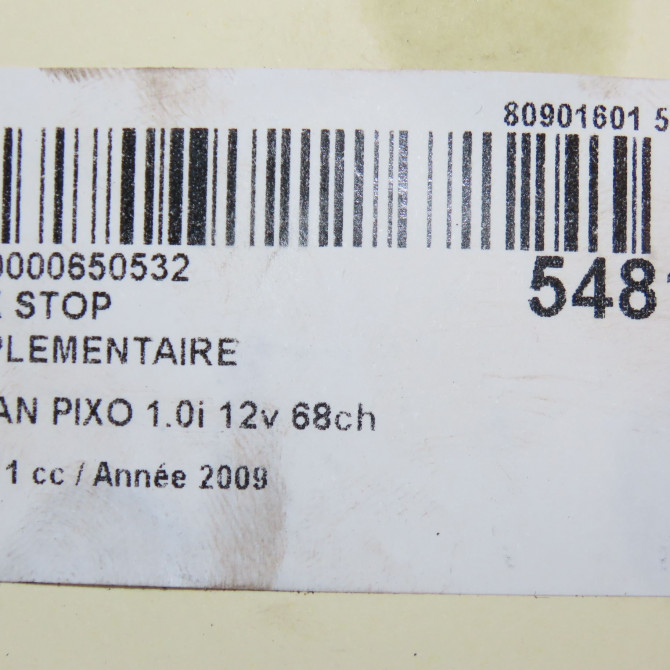 80901601 5
0000650532
548
STOP
PLEMENTAIRE
AN PIXO 1.0i 12v 68ch
1 cc / Année 2009